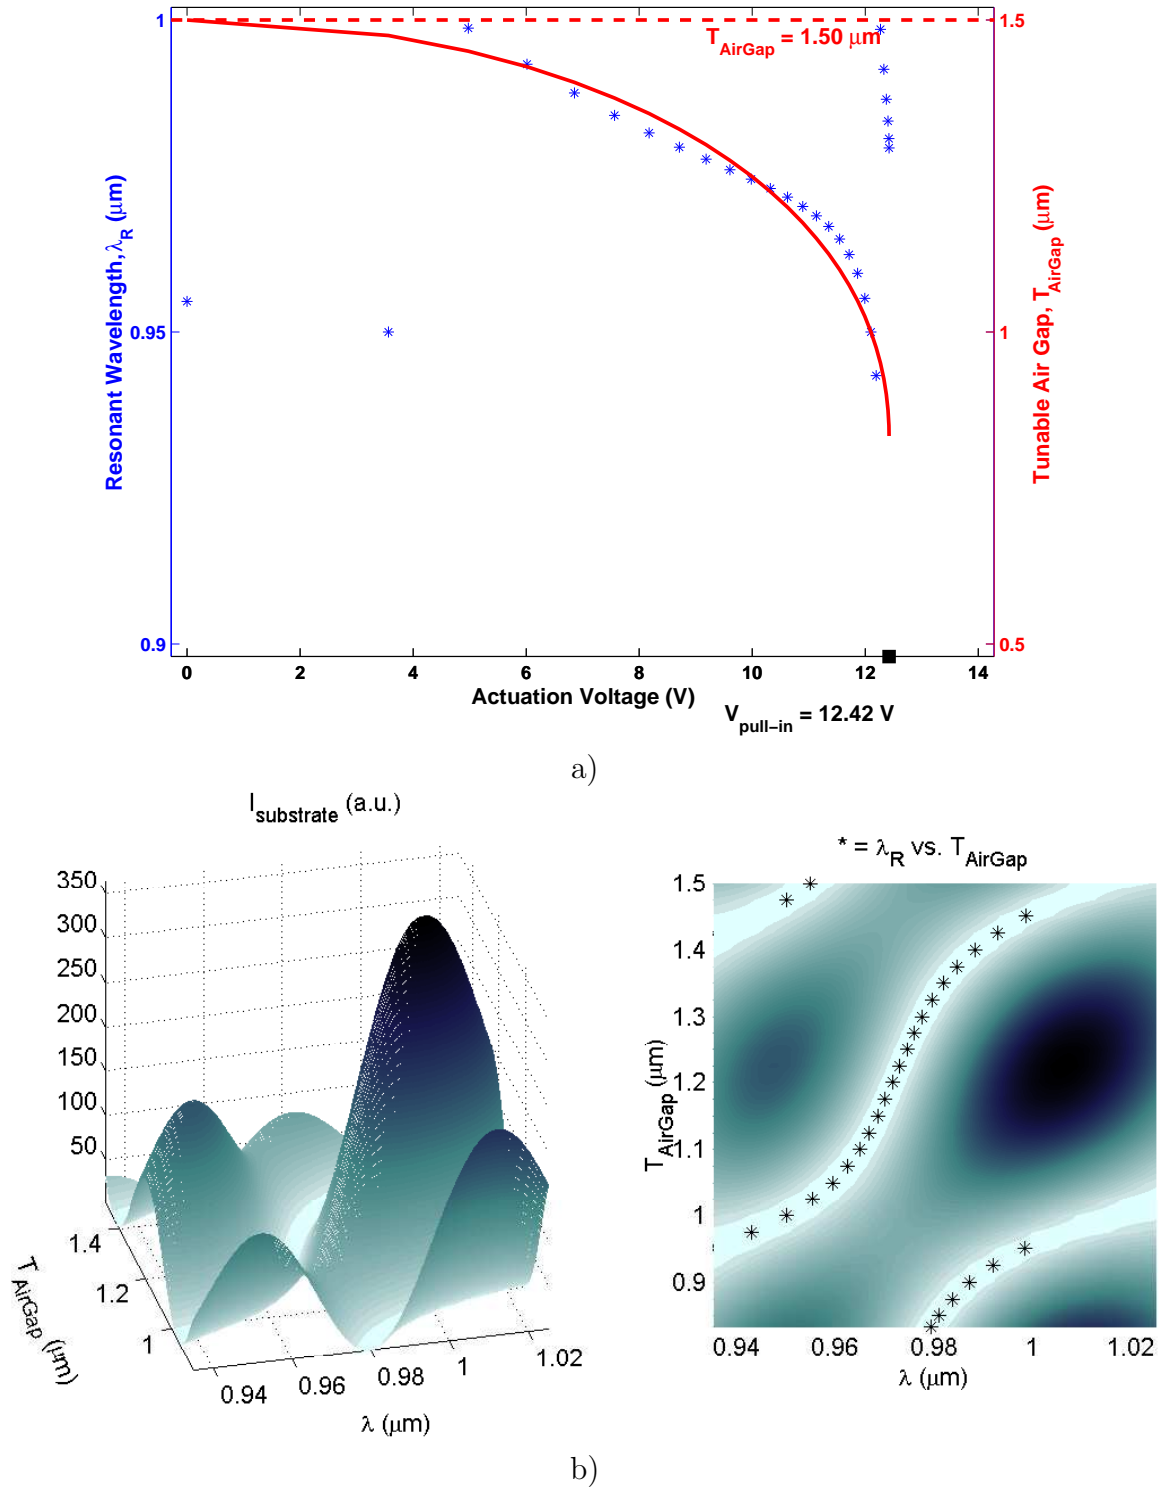 1
1.5
T_AirGap = 1.50 μm
Resonant Wavelength,λ_R (μm)
Tunable Air Gap, T_AirGap (μm)
0.95
1
0.9
0.5
0 2 4 6 8 10 12 14
Actuation Voltage (V)
V_pull−in = 12.42 V
a)
I_substrate (a.u.)
350
300
250
200
150
100
50
1.4
1.2
1
T_AirGap (μm)
0.94 0.96 0.98 1 1.02
λ (μm)
* = λ_R vs. T_AirGap
1.5
1.4
1.3
1.2
1.1
1
0.9
T_AirGap (μm)
0.94 0.96 0.98 1 1.02
λ (μm)
b)